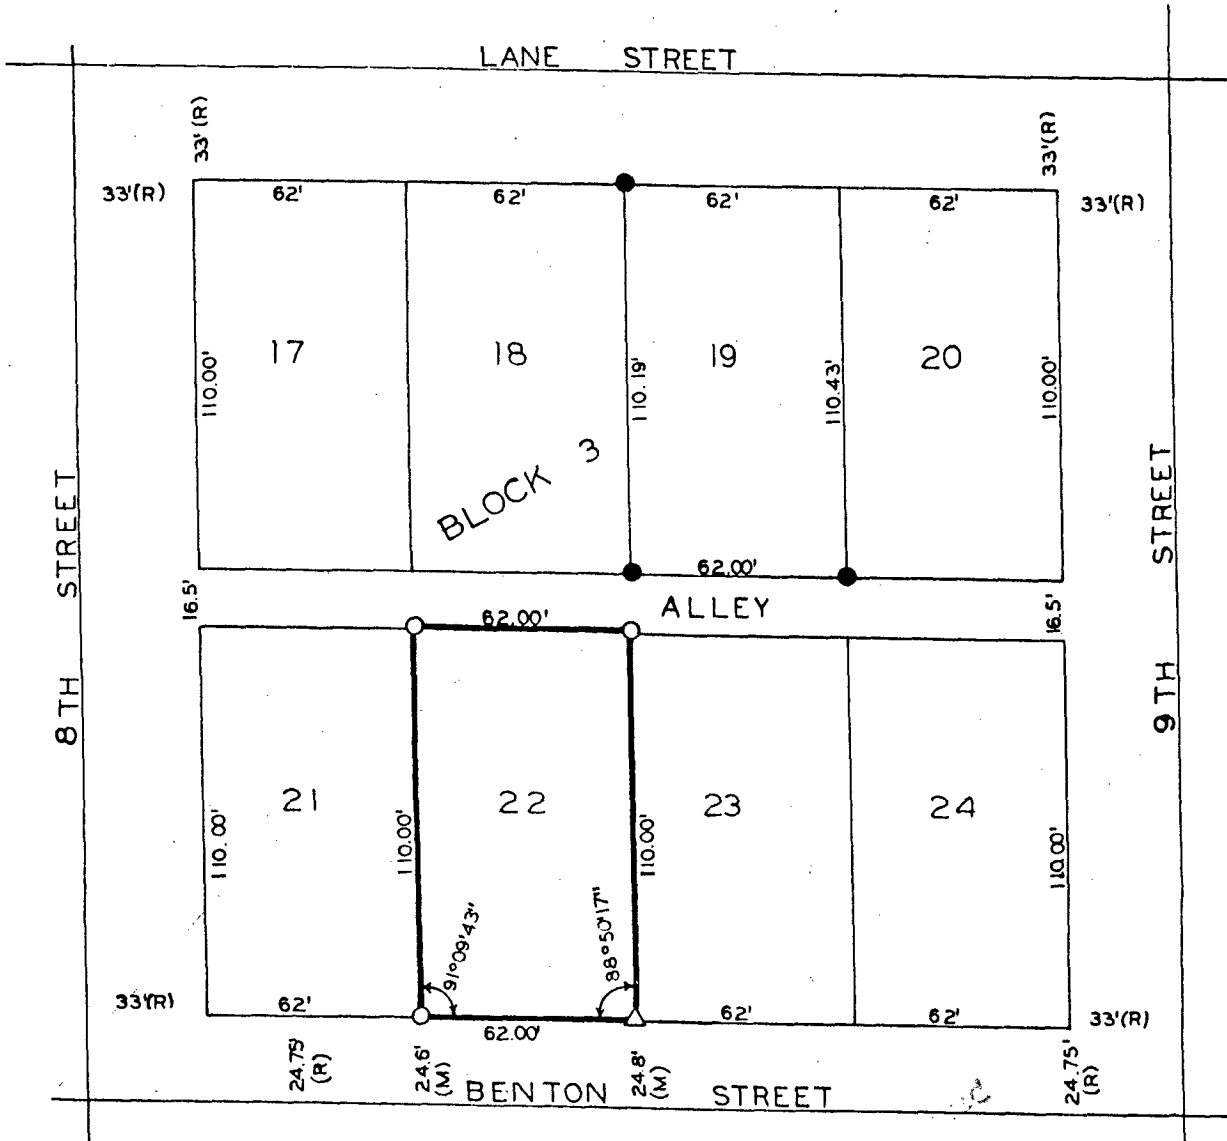 LANE STREET
33' (R)
33' (R)
33'(R)
62'
62'
62'
62'
33'(R)
17
18
19
20
110.00'
110.19'
110.43'
110.00'
BLOCK 3
8TH STREET
9TH STREET
62.00'
16.5'
ALLEY
16.5'
62.00'
21
22
23
24
110.00'
110.00'
110.00'
110.00'
91°09'43"
88°50'17"
33'(R)
62'
62.00'
62'
62'
33'(R)
24.75'
(R)
24.6'
(M)
24.8'
(M)
24.75'
(R)
BENTON STREET